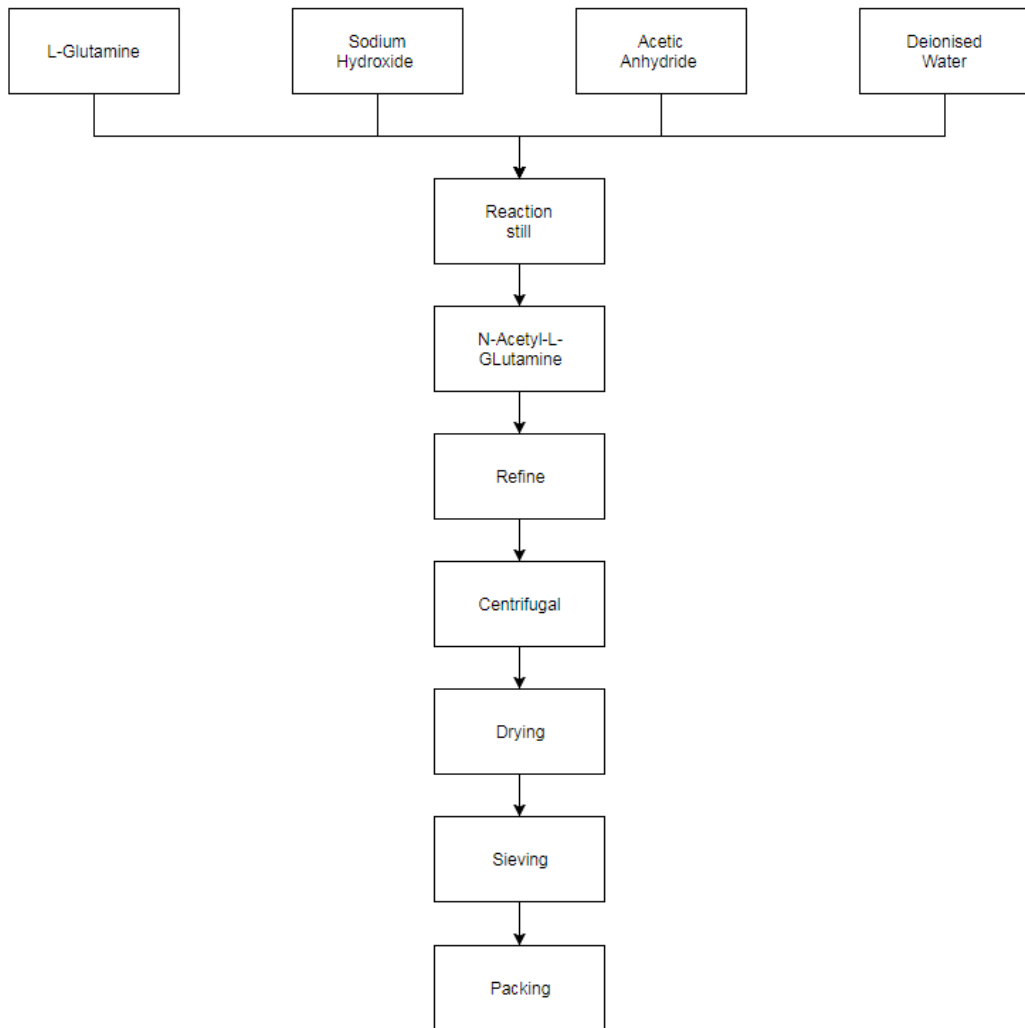 L-Glutamine
Sodium
Hydroxide
Acetic
Anhydride
Deionised
Water
Reaction
still
N-Acetyl-L-
GLutamine
Refine
Centrifugal
Drying
Sieving
Packing